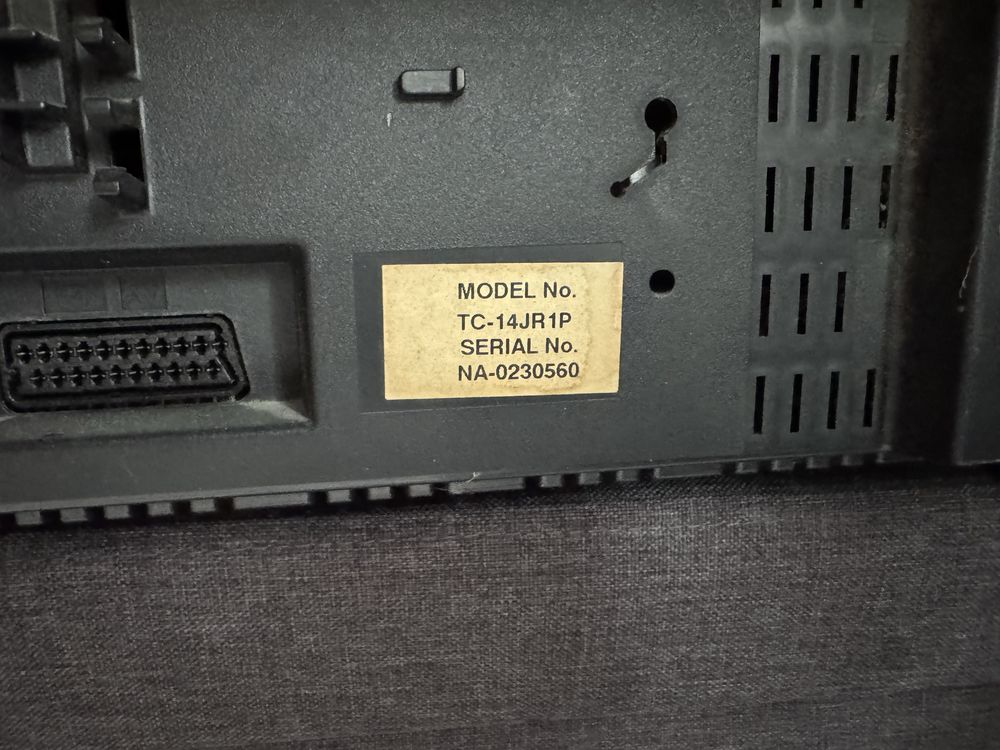 MODEL No.
TC-14JR1P
SERIAL No.
NA-0230560